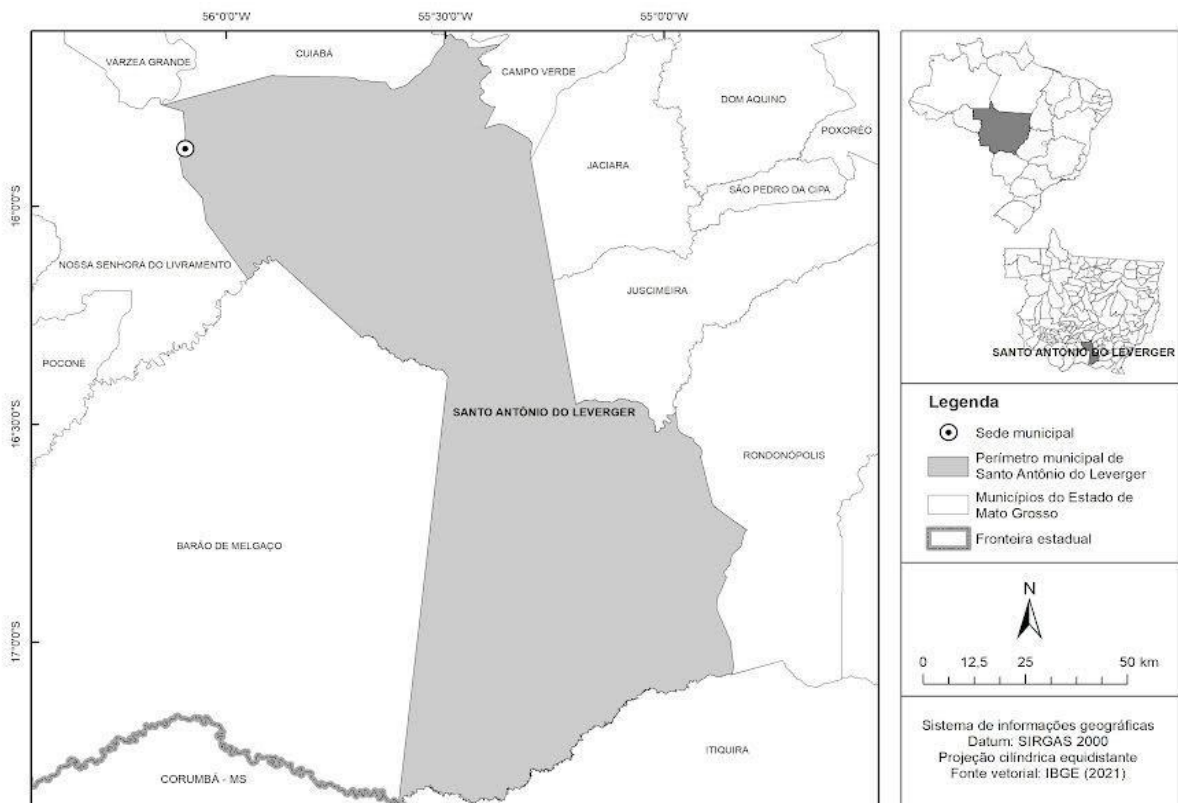 56°0'0"W
55°30'0"W
55°0'0"W
VARZEA GRANDE
CUIABÁ
CAMPO VERDE
DOM AQUINO
POXORÉO
JACIARA
SÃO PEDRO DA CIPA
16°0'0"S
NOSSA SENHORA DO LIVRAMENTO
JUSCIMEIRA
POCONÉ
SANTO ANTÔNIO DO LEVERGER
16°30'0"S
RONDONÓPOLIS
BARÃO DE MELGAÇO
17°0'0"S
ITIQUIRA
CORUMBÁ - MS
SANTO ANTONIO DO LEVERGER
Legenda
Sede municipal
Perímetro municipal de
Santo Antônio do Leverger
Municípios do Estado de
Mato Grosso
Fronteira estadual
N
0 12,5 25 50 km
Sistema de informações geográficas
Datum: SIRGAS 2000
Projeção cilíndrica equidistante
Fonte vetorial: IBGE (2021)